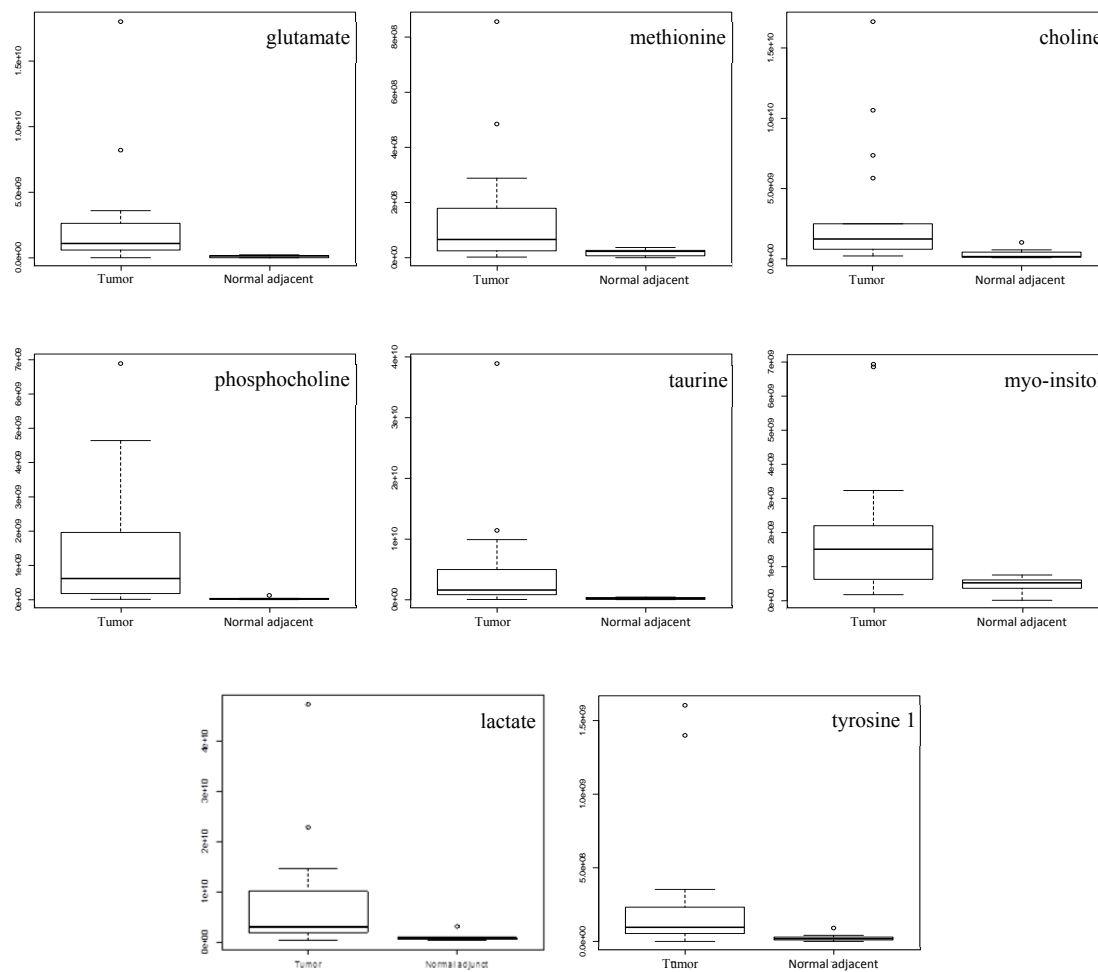 glutamate
0.0e+00 5.0e+09 1.0e+10 1.5e+10
Tumor Normal adjacent
methionine
0e+00 2e+08 4e+08 6e+08 8e+08
Tumor Normal adjacent
choline
0.0e+00 5.0e+09 1.0e+10 1.5e+10
Tumor Normal adjacent
phosphocholine
0e+00 1e+09 2e+09 3e+09 4e+09 5e+09 6e+09 7e+09
Tumor Normal adjacent
taurine
0e+00 1e+10 2e+10 3e+10 4e+10
Tumor Normal adjacent
myo-insitol
0e+00 1e+09 2e+09 3e+09 4e+09 5e+09 6e+09 7e+09
Tumor Normal adjacent
lactate
0e+00 1e+10 2e+10 3e+10 4e+10
Tumor Normal adjunct
tyrosine 1
0.0e+00 5.0e+08 1.0e+09 1.5e+09
Tumor Normal adjacent